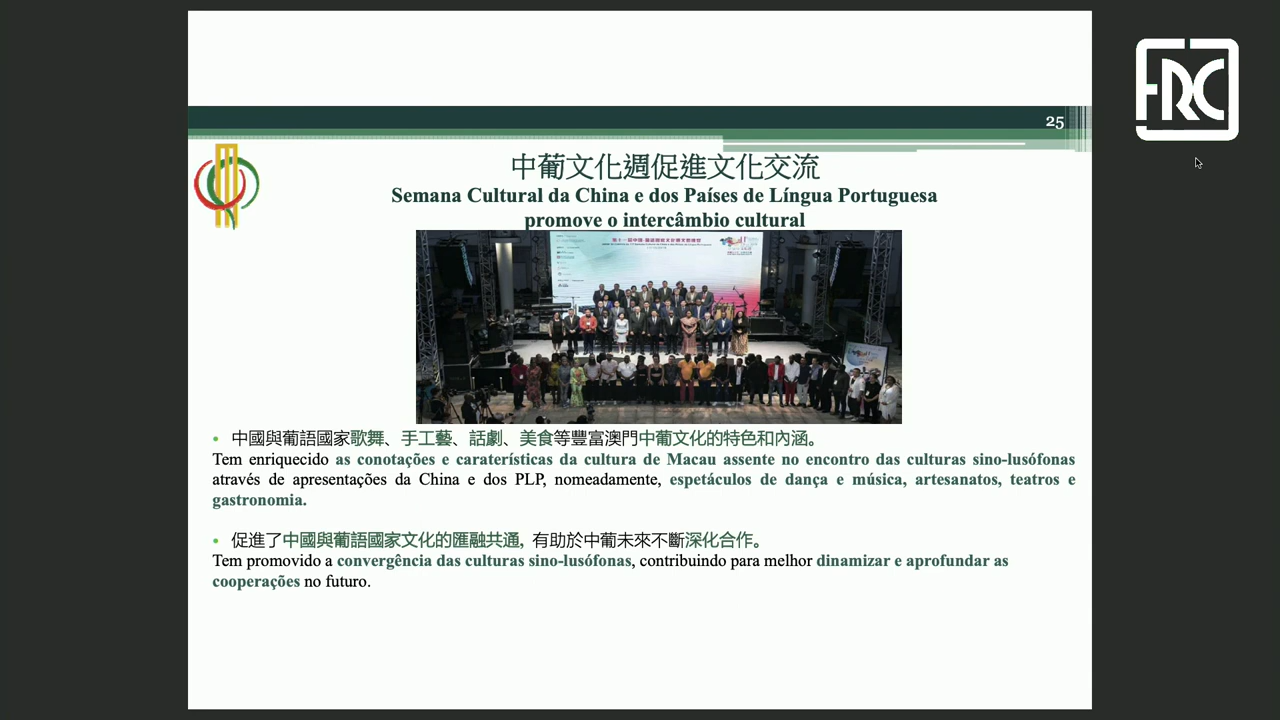 FRC
25
中葡文化週促進文化交流
Semana Cultural da China e dos Países de Língua Portuguesa
promove o intercâmbio cultural
• 中國與葡語國家歌舞、手工藝、話劇、美食等豐富澳門中葡文化的特色和內涵。
Tem enriquecido as conotações e caraterísticas da cultura de Macau assente no encontro das culturas sino-lusófonas
através de apresentações da China e dos PLP, nomeadamente, espetáculos de dança e música, artesanatos, teatros e
gastronomia.
• 促進了中國與葡語國家文化的匯融共通, 有助於中葡未來不斷深化合作。
Tem promovido a convergência das culturas sino-lusófonas, contribuindo para melhor dinamizar e aprofundar as
cooperações no futuro.